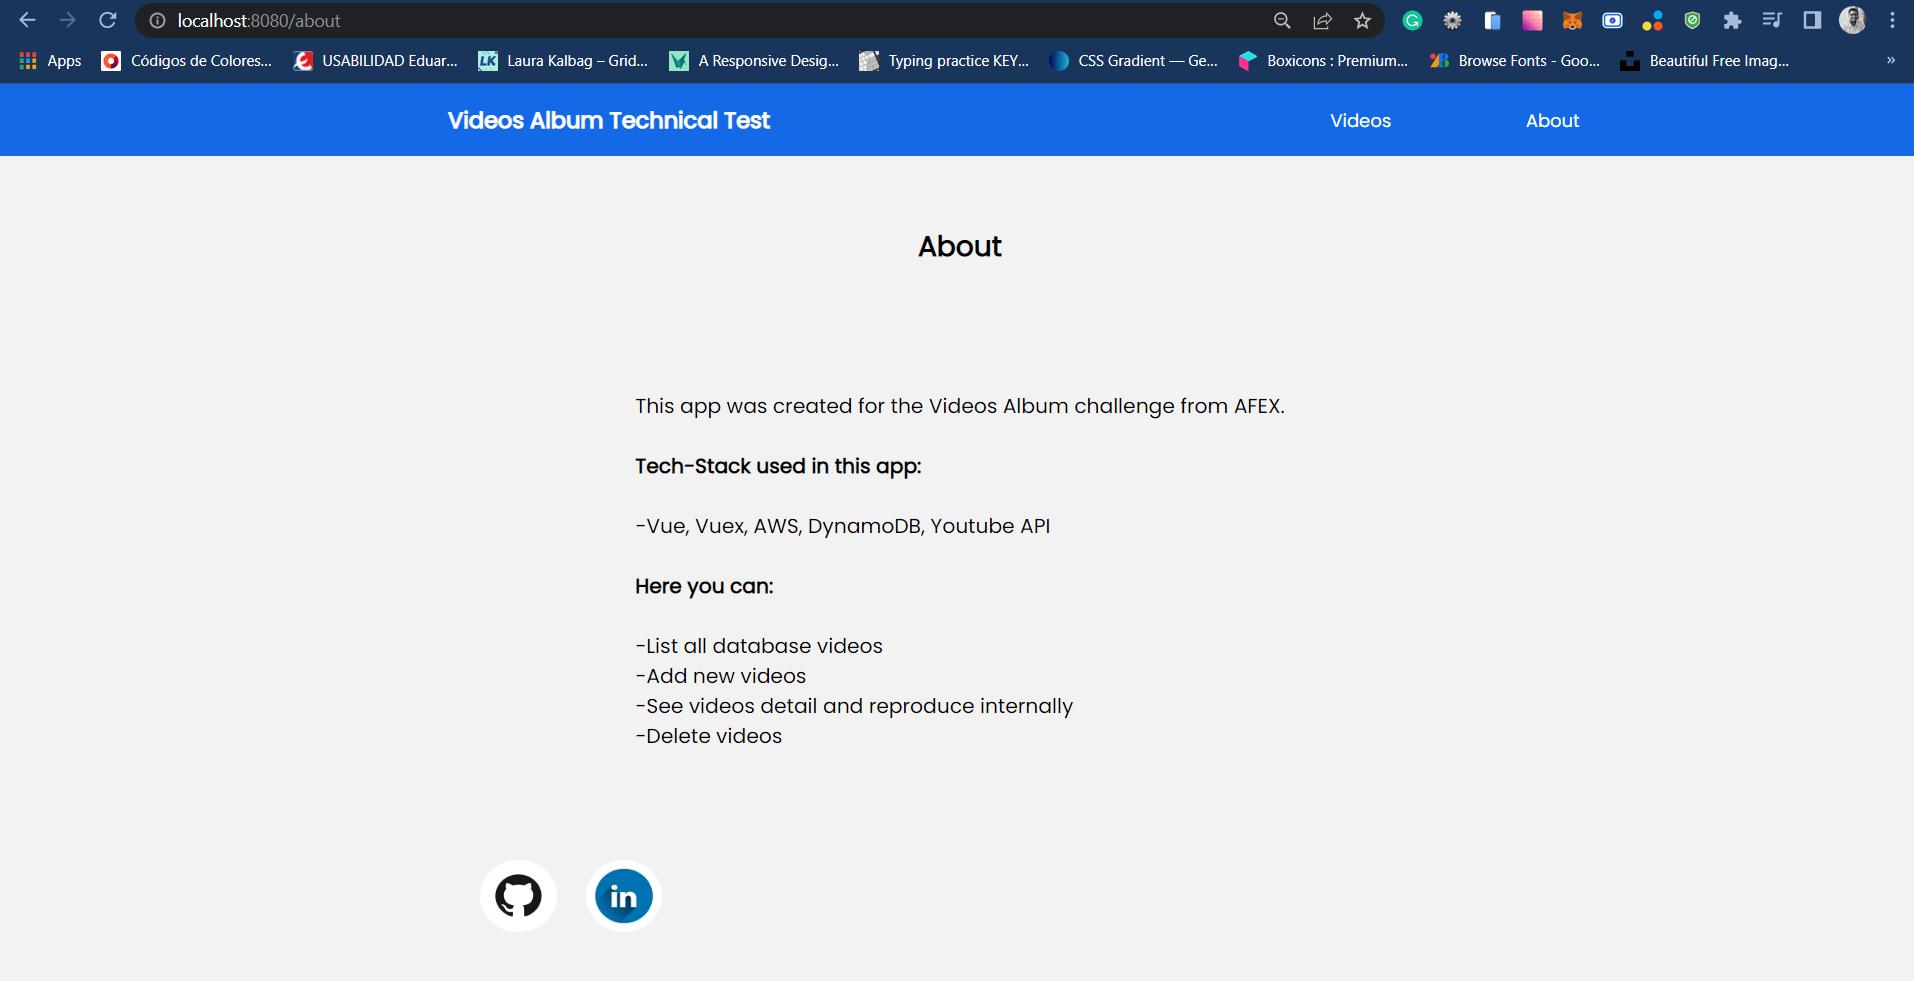 localhost:8080/about
Apps
Códigos de Colores...
USABILIDAD Eduar...
LK
Laura Kalbag – Grid...
A Responsive Desig...
Typing practice KEY...
CSS Gradient — Ge...
Boxicons : Premium...
Browse Fonts - Goo...
Beautiful Free Imag...
»
Videos Album Technical Test
Videos
About
About
This app was created for the Videos Album challenge from AFEX.
Tech-Stack used in this app:
-Vue, Vuex, AWS, DynamoDB, Youtube API
Here you can:
-List all database videos
-Add new videos
-See videos detail and reproduce internally
-Delete videos
in